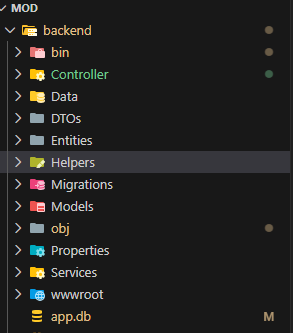 MOD
backend
bin
Controller
Data
DTOs
Entities
Helpers
Migrations
Models
obj
Properties
Services
wwwroot
app.db M